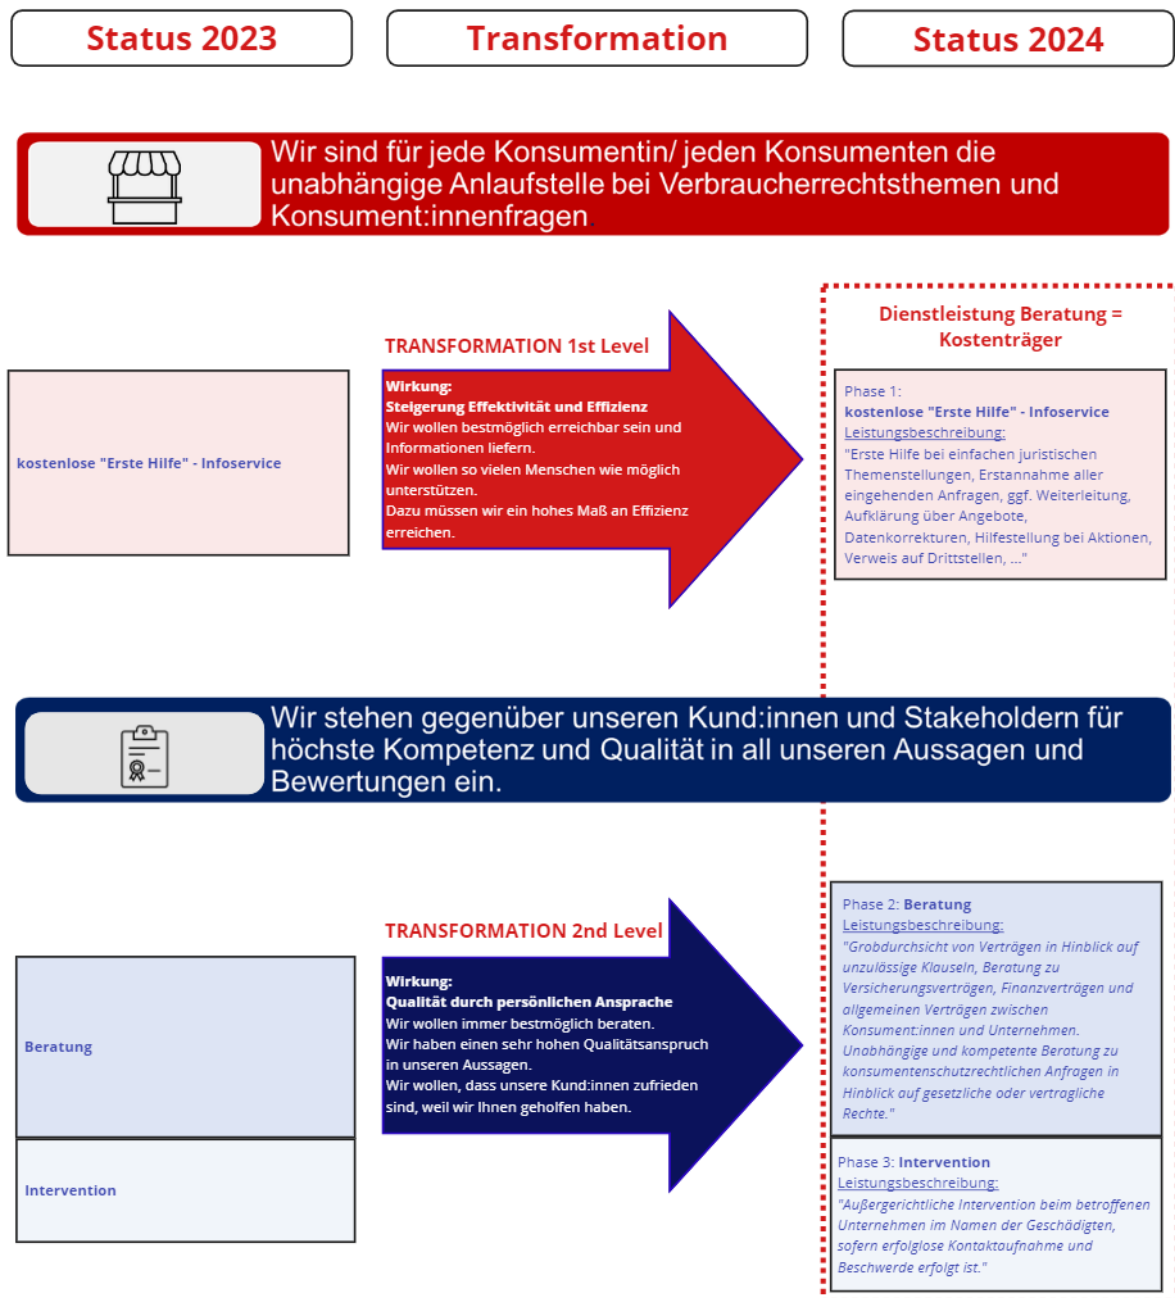 Status 2023
Transformation
Status 2024
Wir sind für jede Konsumentin/ jeden Konsumenten die
unabhängige Anlaufstelle bei Verbraucherrechtsthemen und
Konsument:innenfragen.
Dienstleistung Beratung =
Kostenträger
TRANSFORMATION 1st Level
kostenlose "Erste Hilfe" - Infoservice
Wirkung:
Steigerung Effektivität und Effizienz
Wir wollen bestmöglich erreichbar sein und
Informationen liefern.
Wir wollen so vielen Menschen wie möglich
unterstützen.
Dazu müssen wir ein hohes Maß an Effizienz
erreichen.
Phase 1:
kostenlose "Erste Hilfe" - Infoservice
Leistungsbeschreibung:
"Erste Hilfe bei einfachen juristischen
Themenstellungen, Erstannahme aller
eingehenden Anfragen, ggf. Weiterleitung,
Aufklärung über Angebote,
Datenkorrekturen, Hilfestellung bei Aktionen,
Verweis auf Drittstellen, ..."
Wir stehen gegenüber unseren Kund:innen und Stakeholdern für
höchste Kompetenz und Qualität in all unseren Aussagen und
Bewertungen ein.
TRANSFORMATION 2nd Level
Beratung
Intervention
Wirkung:
Qualität durch persönlichen Ansprache
Wir wollen immer bestmöglich beraten.
Wir haben einen sehr hohen Qualitätsanspruch
in unseren Aussagen.
Wir wollen, dass unsere Kund:innen zufrieden
sind, weil wir Ihnen geholfen haben.
Phase 2: Beratung
Leistungsbeschreibung:
"Grobdurchsicht von Verträgen in Hinblick auf
unzulässige Klauseln, Beratung zu
Versicherungsverträgen, Finanzverträgen und
allgemeinen Verträgen zwischen
Konsument:innen und Unternehmen.
Unabhängige und kompetente Beratung zu
konsumentenschutzrechtlichen Anfragen in
Hinblick auf gesetzliche oder vertragliche
Rechte."
Phase 3: Intervention
Leistungsbeschreibung:
"Außergerichtliche Intervention beim betroffenen
Unternehmen im Namen der Geschädigten,
sofern erfolglose Kontaktaufnahme und
Beschwerde erfolgt ist."